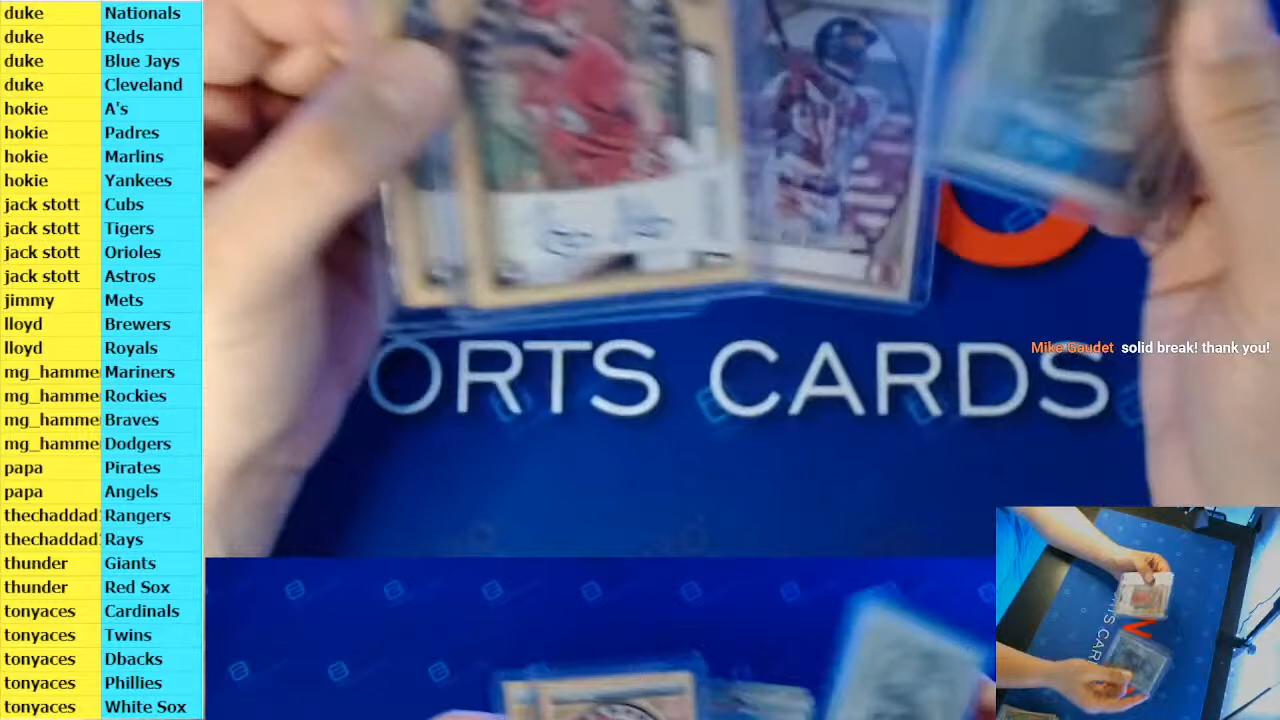 duke Nationals
duke Reds
duke Blue Jays
duke Cleveland
hokie A's
hokie Padres
hokie Marlins
hokie Yankees
jack stott Cubs
jack stott Tigers
jack stott Orioles
jack stott Astros
jimmy Mets
lloyd Brewers
lloyd Royals
mg_hamme Mariners
mg_hamme Rockies
mg_hamme Braves
mg_hamme Dodgers
papa Pirates
papa Angels
thechaddad Rangers
thechaddad Rays
thunder Giants
thunder Red Sox
tonyaces Cardinals
tonyaces Twins
tonyaces Dbacks
tonyaces Phillies
tonyaces White Sox
Mike Gaudet solid break! thank you!
ORTS CARDS